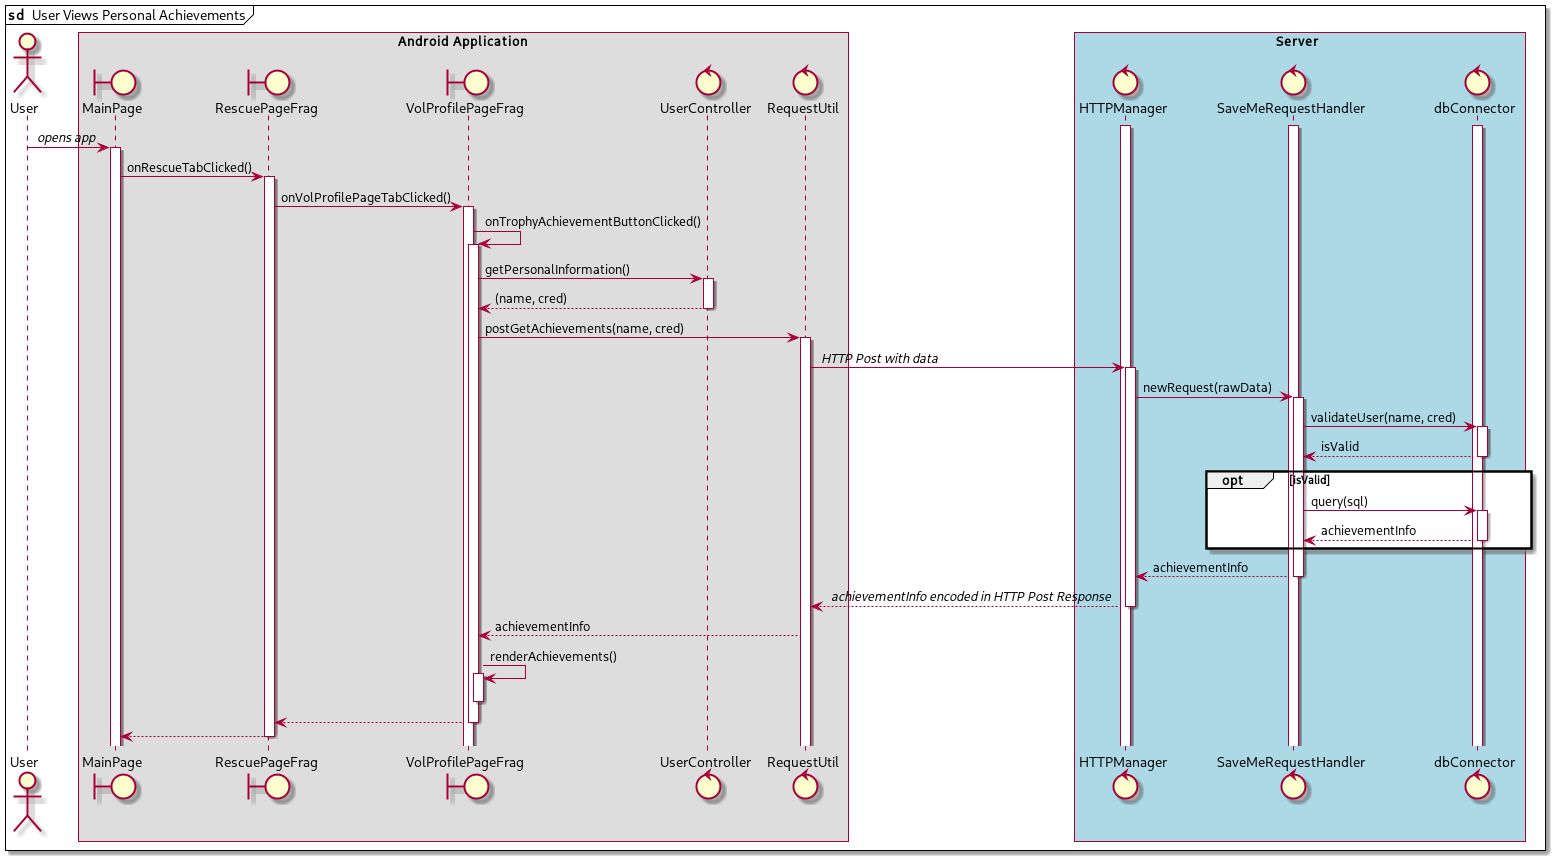 sd User Views Personal Achievements
Android Application
Server
User
MainPage
RescuePageFrag
VolProfilePageFrag
UserController
RequestUtil
HTTPManager
SaveMeRequestHandler
dbConnector
opens app
onRescueTabClicked()
onVolProfilePageTabClicked()
onTrophyAchievementButtonClicked()
getPersonalInformation()
(name, cred)
postGetAchievements(name, cred)
HTTP Post with data
newRequest(rawData)
validateUser(name, cred)
isValid
opt [isValid]
query(sql)
achievementInfo
achievementInfo
achievementInfo encoded in HTTP Post Response
achievementInfo
renderAchievements()
User
MainPage
RescuePageFrag
VolProfilePageFrag
UserController
RequestUtil
HTTPManager
SaveMeRequestHandler
dbConnector